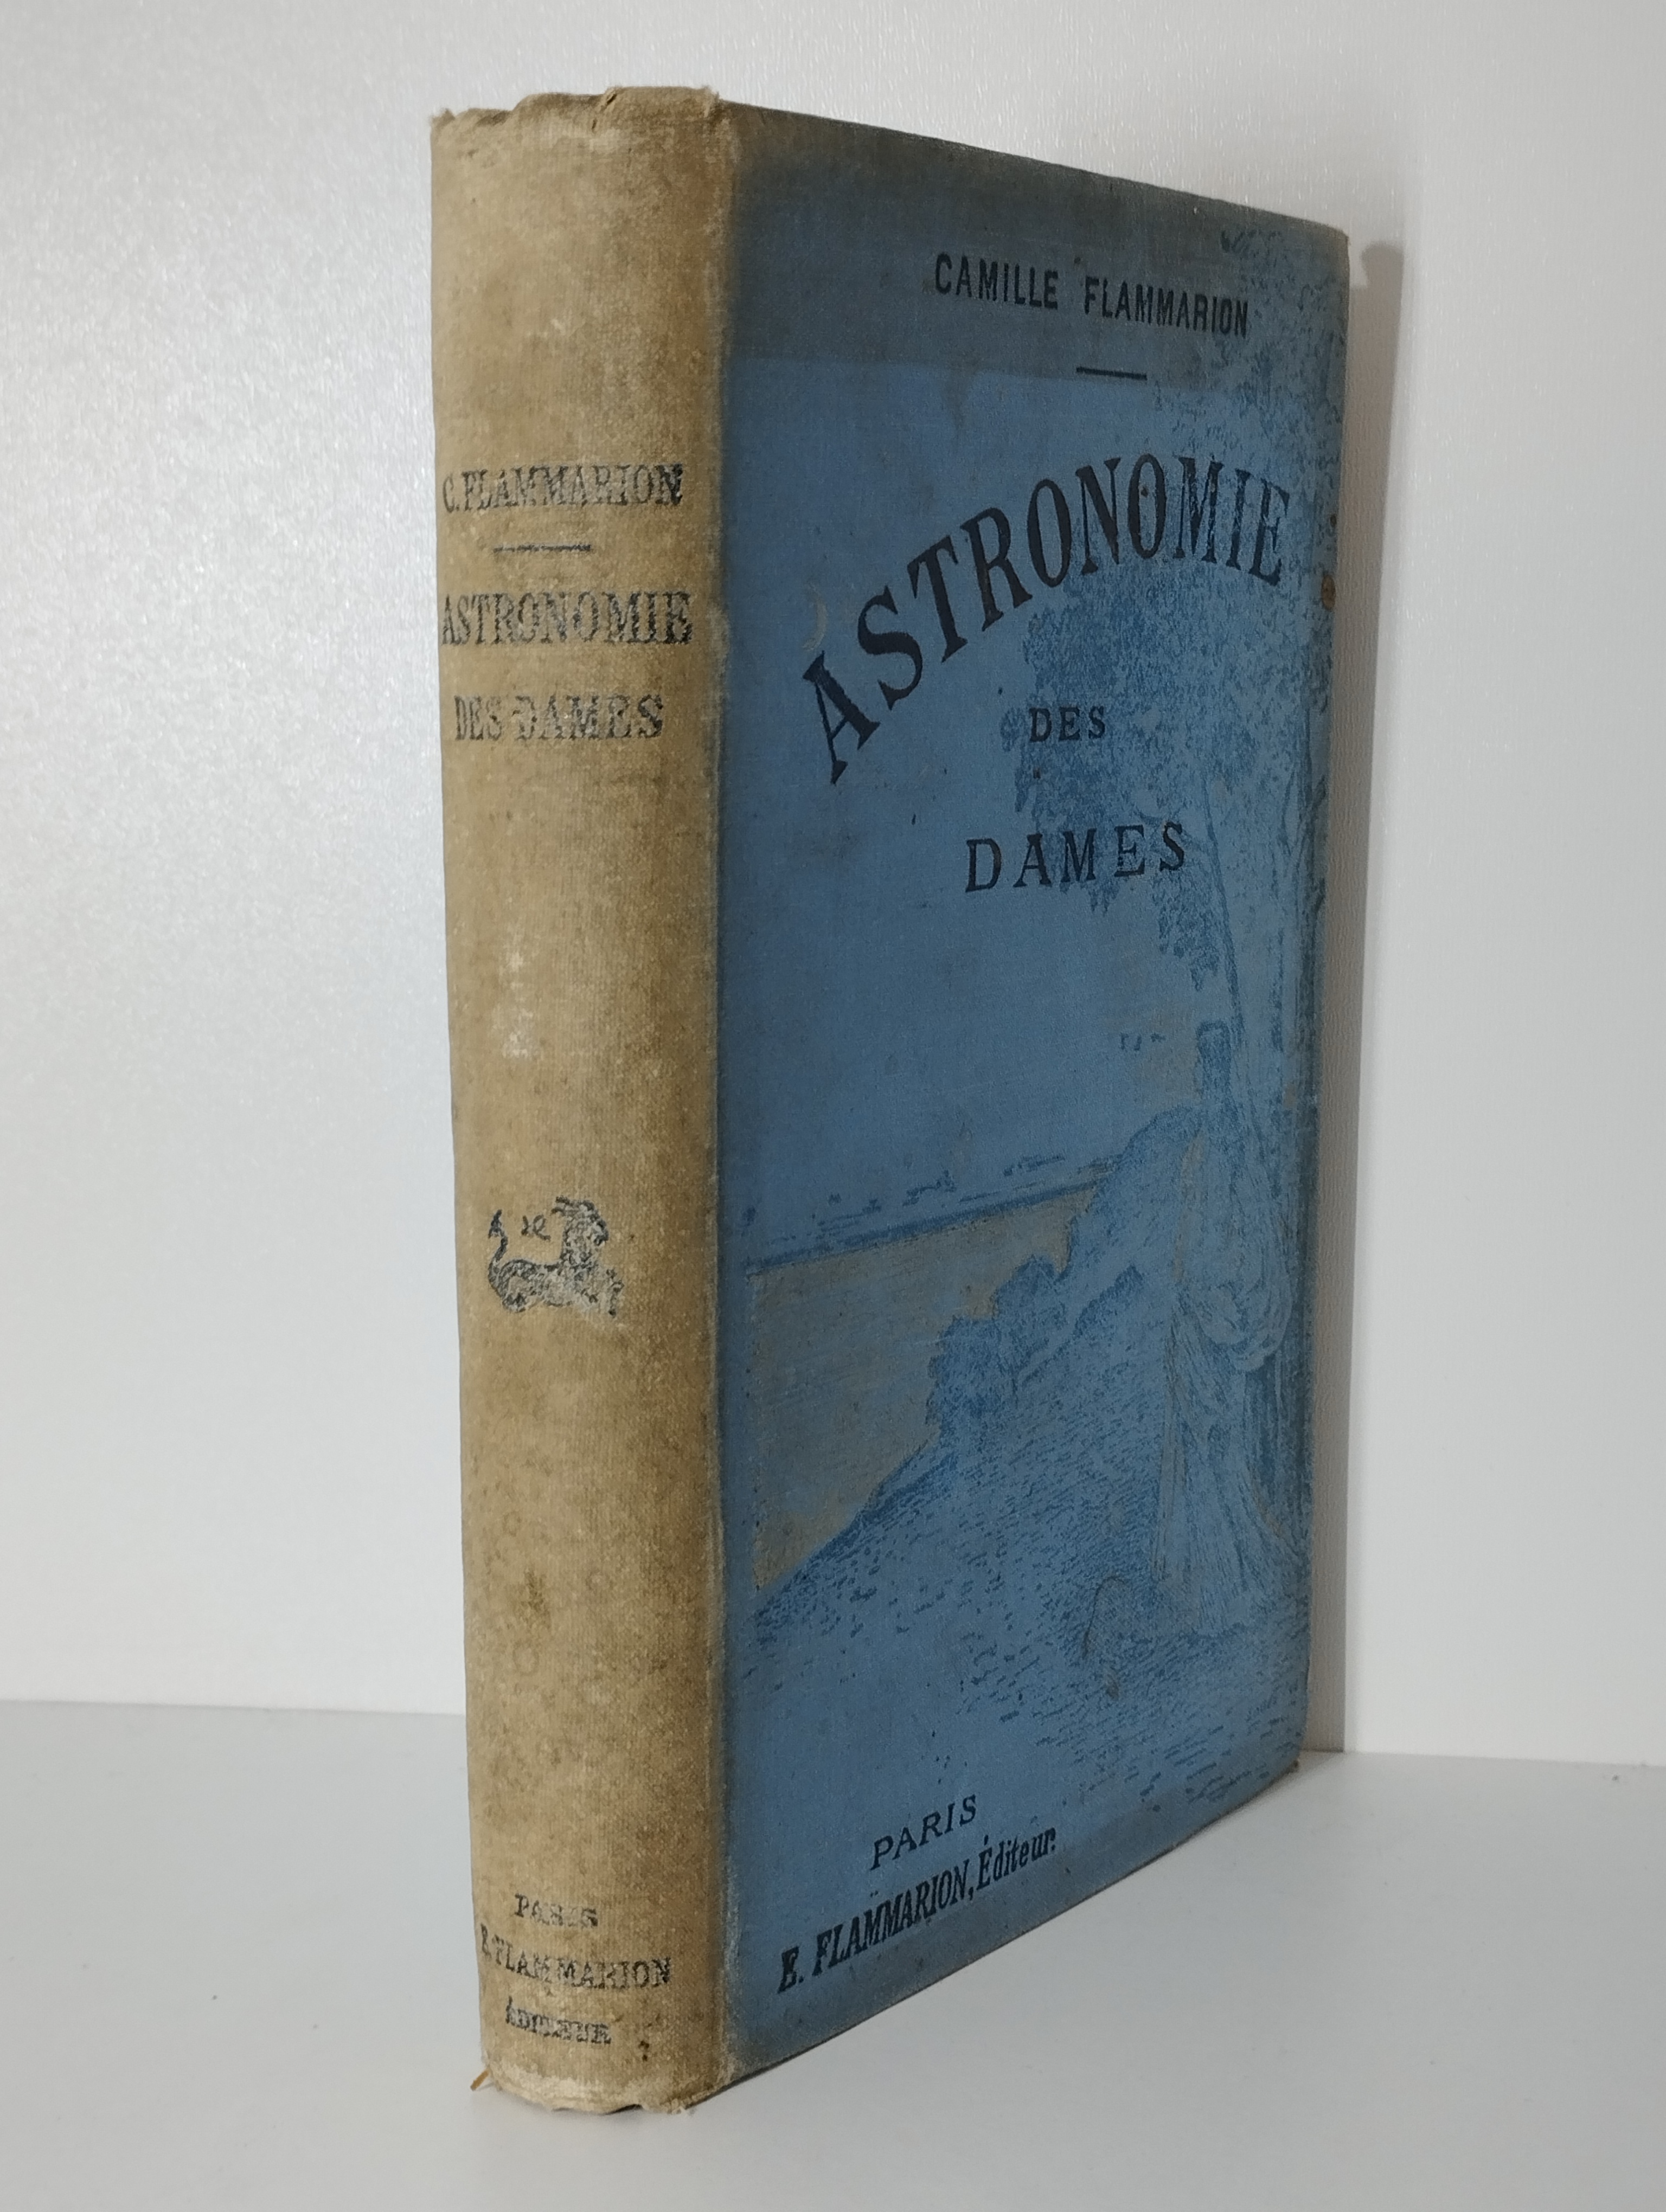 C. FLAMMARION
ASTRONOMIE
DES DAMES
PARIS
E. FLAMMARION
ÉDITEUR
CAMILLE FLAMMARION
ASTRONOMIE
DES
DAMES
PARIS
E. FLAMMARION, Éditeur.